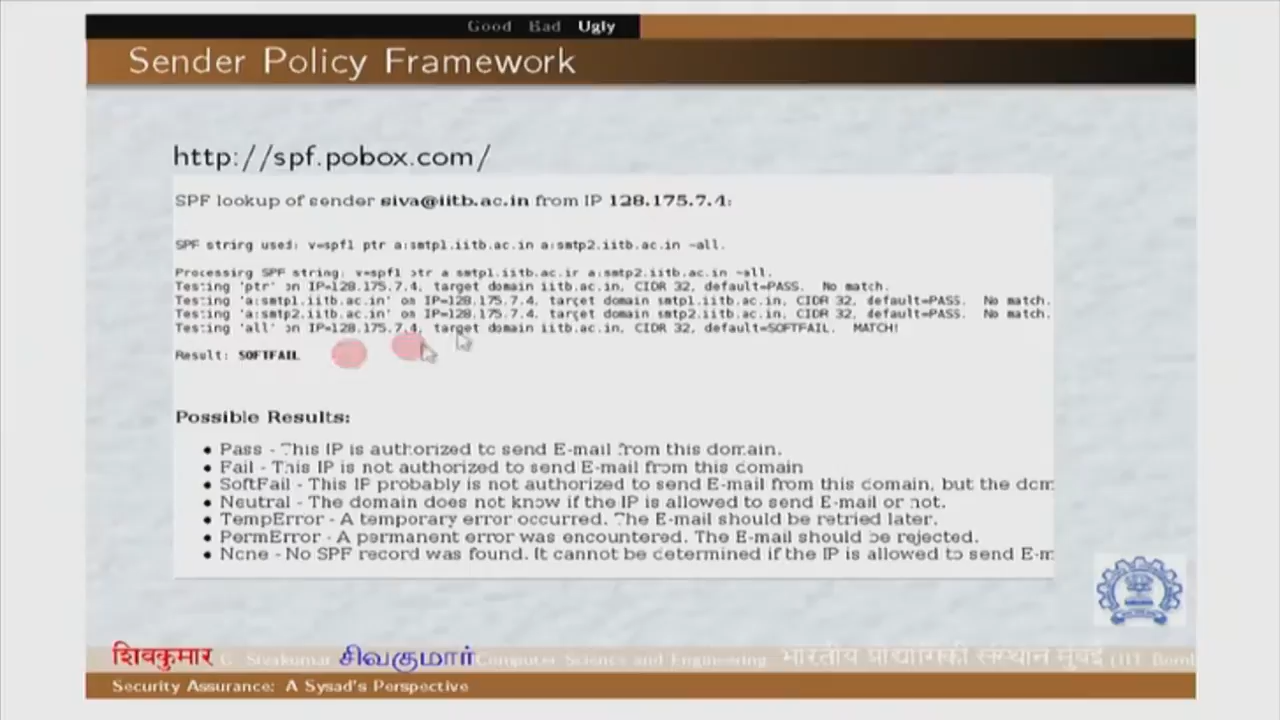 Good Bad Ugly
Sender Policy Framework
http://spf.pobox.com/
SPF lookup of sender siva@iitb.ac.in from IP 128.175.7.4:
SPF string used: v=spf1 ptr a:smtp1.iitb.ac.in a:smtp2.iitb.ac.in ~all.
Processing SPF string: v=spf1 ptr a smtp1.iitb.ac.in a:smtp2.iitb.ac.in ~all.
Testing 'ptr' on IP=128.175.7.4, target domain iitb.ac.in, CIDR 32, default=PASS. No match.
Testing 'a:smtp1.iitb.ac.in' on IP=128.175.7.4, target domain smtp1.iitb.ac.in, CIDR 32, default=PASS. No match.
Testing 'a:smtp2.iitb.ac.in' on IP=128.175.7.4, target domain smtp2.iitb.ac.in, CIDR 32, default=PASS. No match.
Testing 'all' on IP=128.175.7.4, target domain iitb.ac.in, CIDR 32, default=SOFTFAIL. MATCH!
Result: SOFTFAIL
Possible Results:
• Pass - This IP is authorized to send E-mail from this domain.
• Fail - This IP is not authorized to send E-mail from this domain
• SoftFail - This IP probably is not authorized to send E-mail from this domain, but the dom
• Neutral - The domain does not know if the IP is allowed to send E-mail or not.
• TempError - A temporary error occurred. The E-mail should be retried later.
• PermError - A permanent error was encountered. The E-mail should be rejected.
• None - No SPF record was found. It cannot be determined if the IP is allowed to send E-m
शिवकुमार G. Sivakumar சிவகுமார் Computer Science and Engineering भारतीय प्रौद्योगिकी संस्थान मुंबई (IIT Bomb
Security Assurance: A Sysad's Perspective